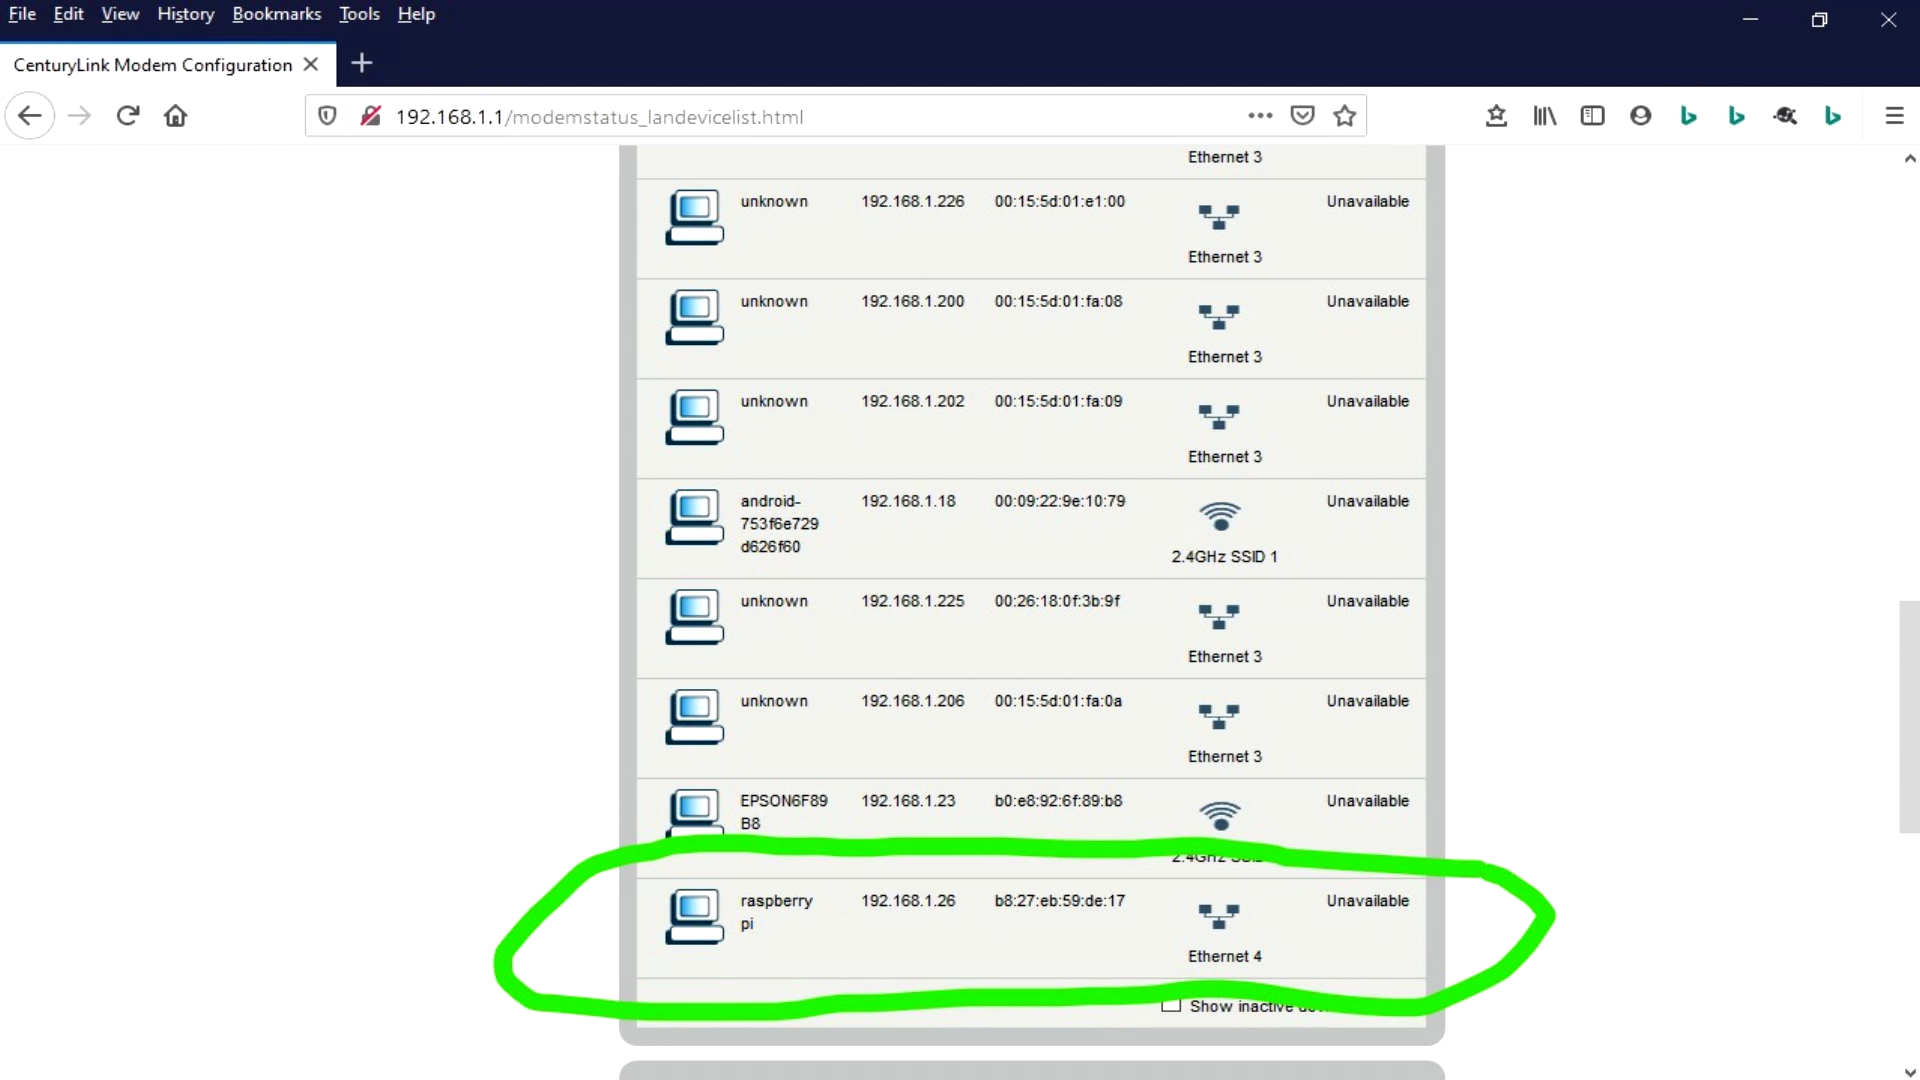 File Edit View History Bookmarks Tools Help
CenturyLink Modem Configuration
192.168.1.1/modemstatus_landevicelist.html
Ethernet 3
unknown 192.168.1.226 00:15:5d:01:e1:00 Unavailable
Ethernet 3
unknown 192.168.1.200 00:15:5d:01:fa:08 Unavailable
Ethernet 3
unknown 192.168.1.202 00:15:5d:01:fa:09 Unavailable
Ethernet 3
android- 192.168.1.18 00:09:22:9e:10:79 Unavailable
753f6e729
d626f60
2.4GHz SSID 1
unknown 192.168.1.225 00:26:18:0f:3b:9f Unavailable
Ethernet 3
unknown 192.168.1.206 00:15:5d:01:fa:0a Unavailable
Ethernet 3
EPSON6F89 192.168.1.23 b0:e8:92:6f:89:b8 Unavailable
B8
2.4GHz
raspberry 192.168.1.26 b8:27:eb:59:de:17 Unavailable
pi
Ethernet 4
Show inactive